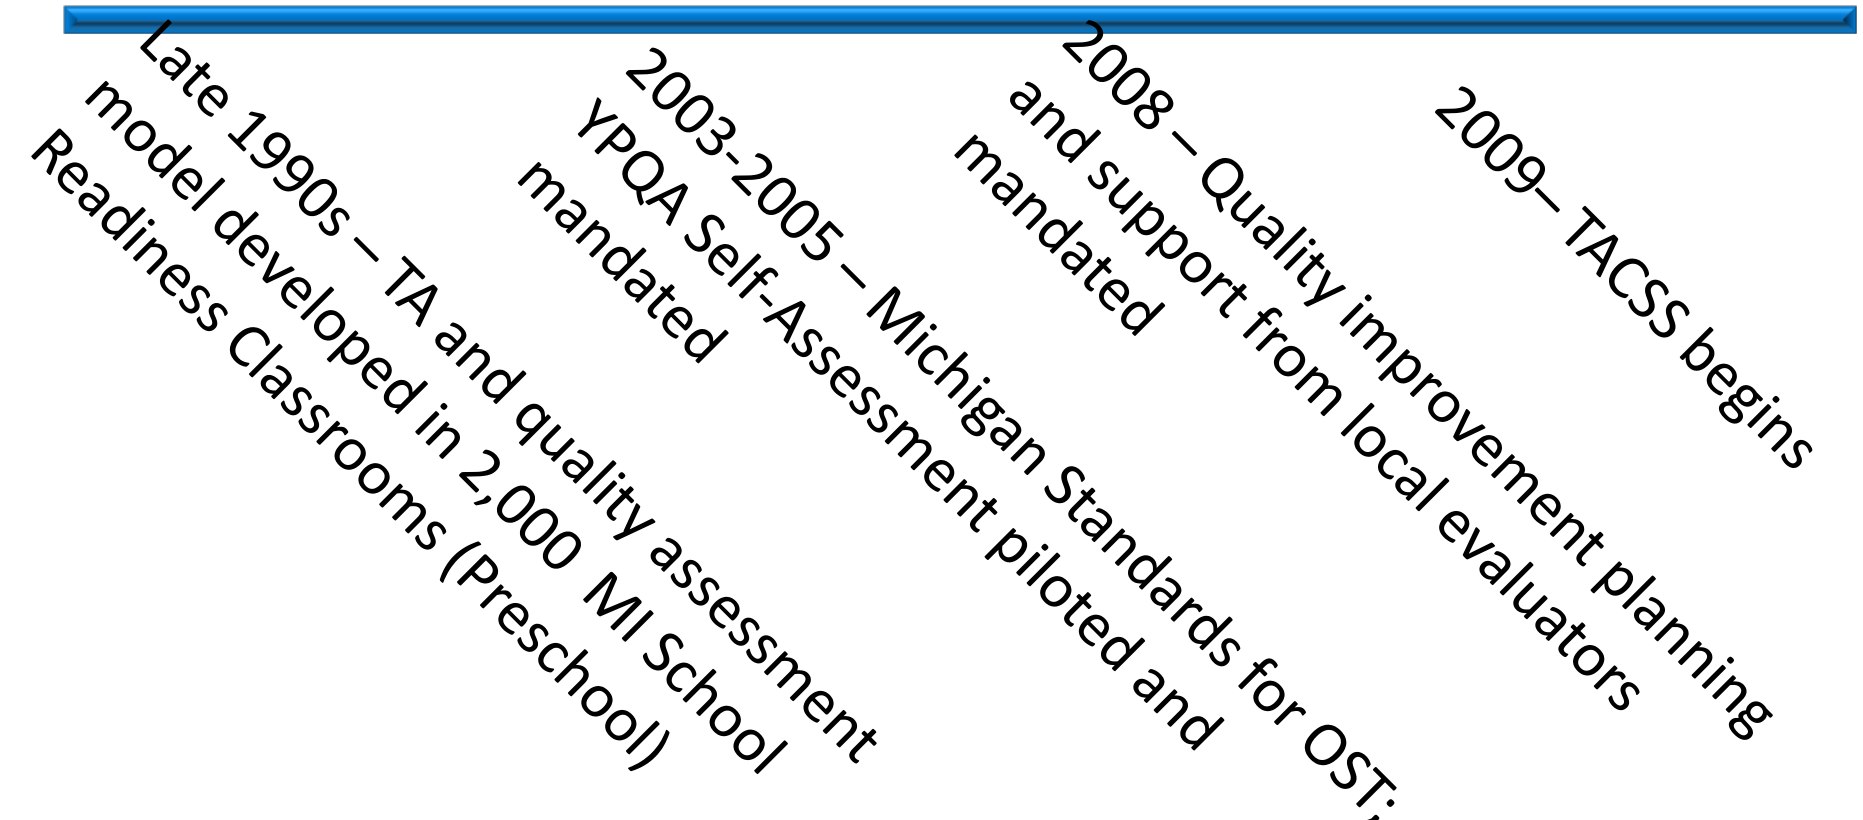 Late 1990s – TA and quality assessment
model developed in 2,000 MI School
Readiness Classrooms (Preschool)
2003-2005 – Michigan Standards for OST;
YPQA Self-Assessment piloted and
mandated
2008 – Quality improvement planning
and support from local evaluators
mandated
2009– TACSS begins